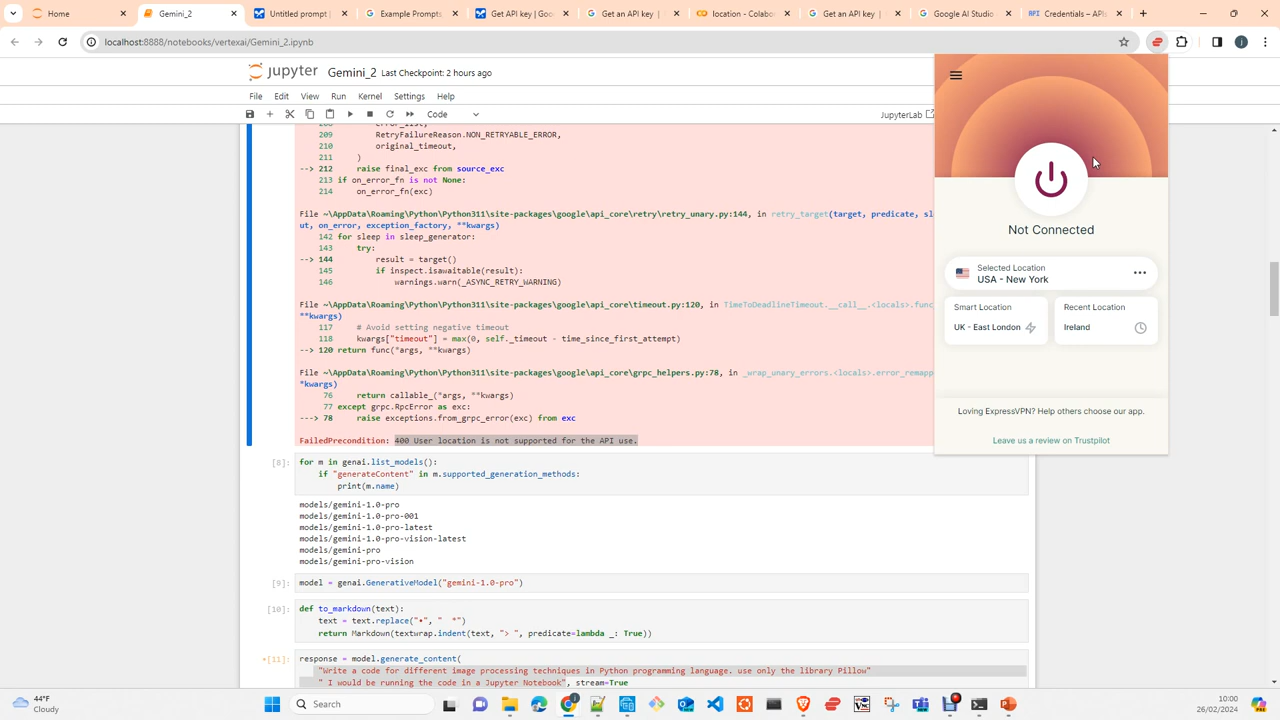 Home
Gemini_2
Untitled prompt |
Example Prompts,
Get API key | Goo
Get an API key |
location - Colabo
Get an API key |
Google AI Studio
API Credentials – APIs
localhost:8888/notebooks/vertexai/Gemini_2.ipynb
jupyter Gemini_2 Last Checkpoint: 2 hours ago
File Edit View Run Kernel Settings Help
Code
JupyterLab
209 RetryFailureReason.NON_RETRYABLE_ERROR,
210 original_timeout,
211 )
--> 212 raise final_exc from source_exc
213 if on_error_fn is not None:
214 on_error_fn(exc)
File ~\AppData\Roaming\Python\Python311\site-packages\google\api_core\retry\retry_unary.py:144, in retry_target(target, predicate, sl
ut, on_error, exception_factory, **kwargs)
142 for sleep in sleep_generator:
143 try:
--> 144 result = target()
145 if inspect.isawaitable(result):
146 warnings.warn(_ASYNC_RETRY_WARNING)
File ~\AppData\Roaming\Python\Python311\site-packages\google\api_core\timeout.py:120, in TimeToDeadlineTimeout.__call__.<locals>.func
**kwargs)
117 # Avoid setting negative timeout
118 kwargs["timeout"] = max(0, self._timeout - time_since_first_attempt)
--> 120 return func(*args, **kwargs)
File ~\AppData\Roaming\Python\Python311\site-packages\google\api_core\grpc_helpers.py:78, in _wrap_unary_errors.<locals>.error_remapp
*kwargs)
76 return callable_(*args, **kwargs)
77 except grpc.RpcError as exc:
--> 78 raise exceptions.from_grpc_error(exc) from exc
FailedPrecondition: 400 User location is not supported for the API use.
[8]: for m in genai.list_models():
if "generateContent" in m.supported_generation_methods:
print(m.name)
models/gemini-1.0-pro
models/gemini-1.0-pro-001
models/gemini-1.0-pro-latest
models/gemini-1.0-pro-vision-latest
models/gemini-pro
models/gemini-pro-vision
[9]: model = genai.GenerativeModel("gemini-1.0-pro")
[10]: def to_markdown(text):
text = text.replace("•", " *")
return Markdown(textwrap.indent(text, "> ", predicate=lambda _: True))
•[11]: response = model.generate_content(
"Write a code for different image processing techniques in Python programming language. use only the library Pillow"
" I would be running the code in a Jupyter Notebook", stream=True
Not Connected
Selected Location
USA - New York
Smart Location
UK - East London
Recent Location
Ireland
Loving ExpressVPN? Help others choose our app.
Leave us a review on Trustpilot
44°F
Cloudy
Search
10:00
26/02/2024